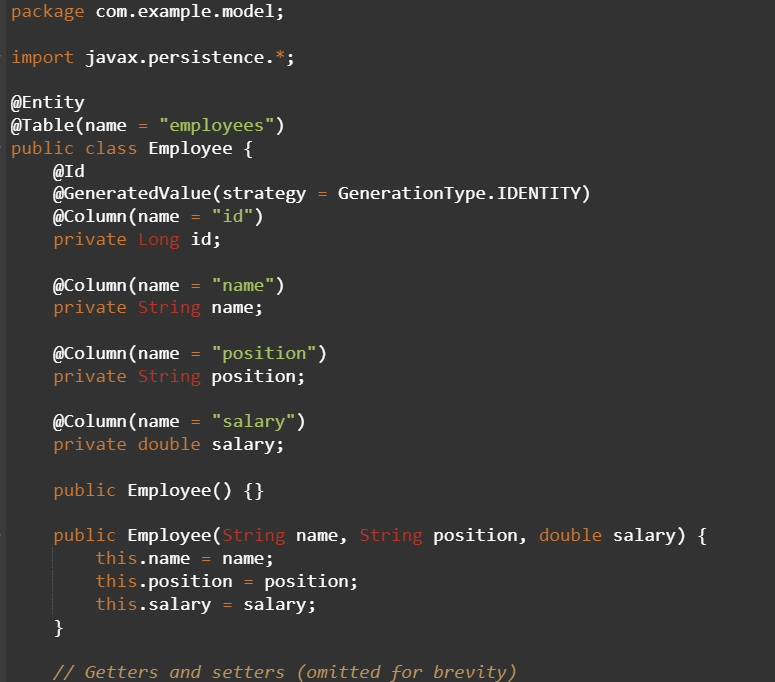 package com.example.model;
import javax.persistence.*;
@Entity
@Table(name = "employees")
public class Employee {
@Id
@GeneratedValue(strategy = GenerationType.IDENTITY)
@Column(name = "id")
private Long id;
@Column(name = "name")
private String name;
@Column(name = "position")
private String position;
@Column(name = "salary")
private double salary;
public Employee() {}
public Employee(String name, String position, double salary) {
this.name = name;
this.position = position;
this.salary = salary;
}
// Getters and setters (omitted for brevity)